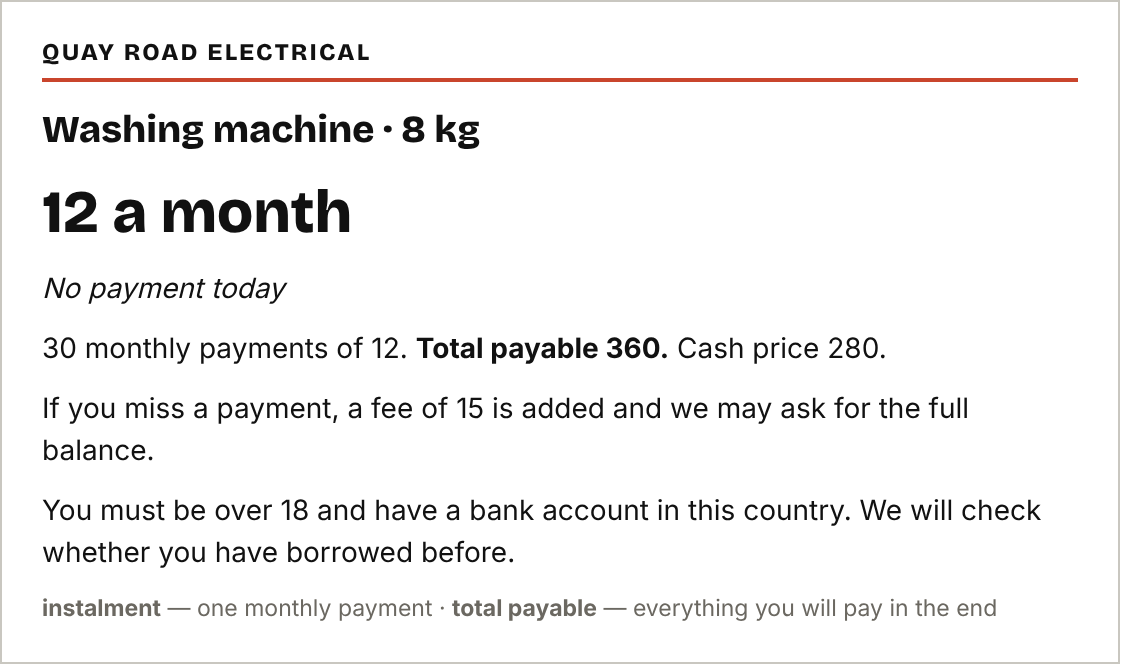 QUAY ROAD ELECTRICAL
Washing machine · 8 kg
12 a month
No payment today
30 monthly payments of 12. Total payable 360. Cash price 280.
If you miss a payment, a fee of 15 is added and we may ask for the full
balance.
You must be over 18 and have a bank account in this country. We will check
whether you have borrowed before.
instalment — one monthly payment · total payable — everything you will pay in the end